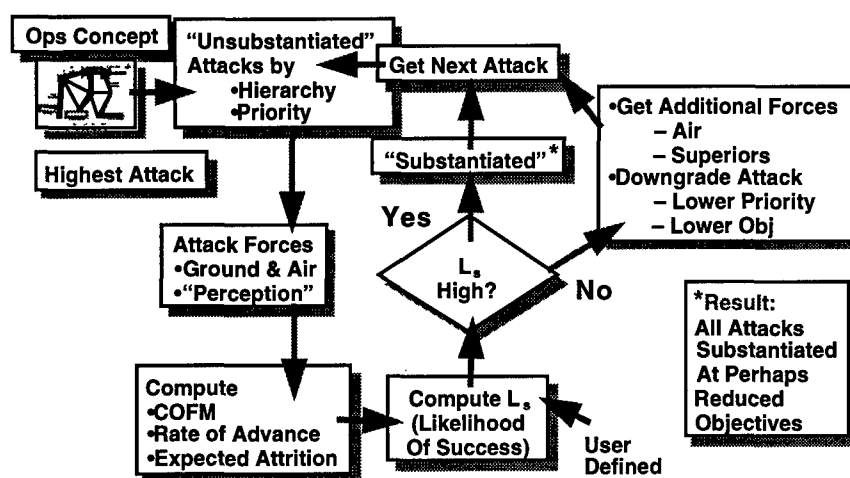 Ops Concept
Highest Attack
“Unsubstantiated”
Attacks by
•Hierarchy
•Priority
Get Next Attack
•Get Additional Forces
– Air
– Superiors
•Downgrade Attack
– Lower Priority
– Lower Obj
“Substantiated”*
Yes
Ls
High?
No
Attack Forces
•Ground & Air
•“Perception”
Compute
•COFM
•Rate of Advance
•Expected Attrition
Compute Ls
(Likelihood
Of Success)
User
Defined
*Result:
All Attacks
Substantiated
At Perhaps
Reduced
Objectives